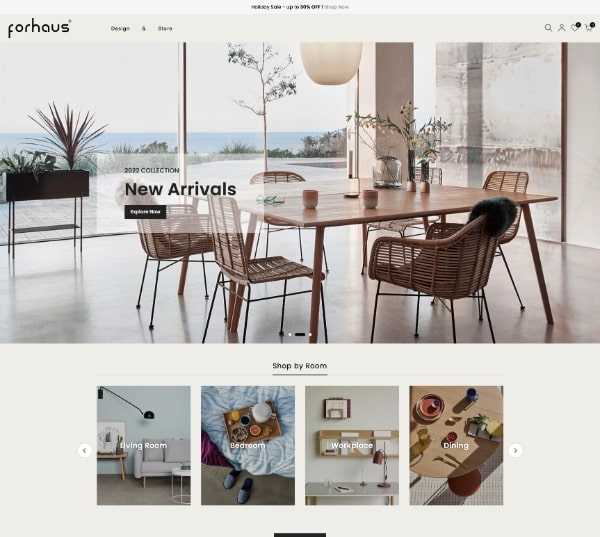 Holiday Sale - up to 30% OFF ! Shop Now
forhaus®
Design & Store
0
0
2022 COLLECTION
New Arrivals
Explore Now
Shop by Room
Living Room
Bedroom
Workplace
Dining